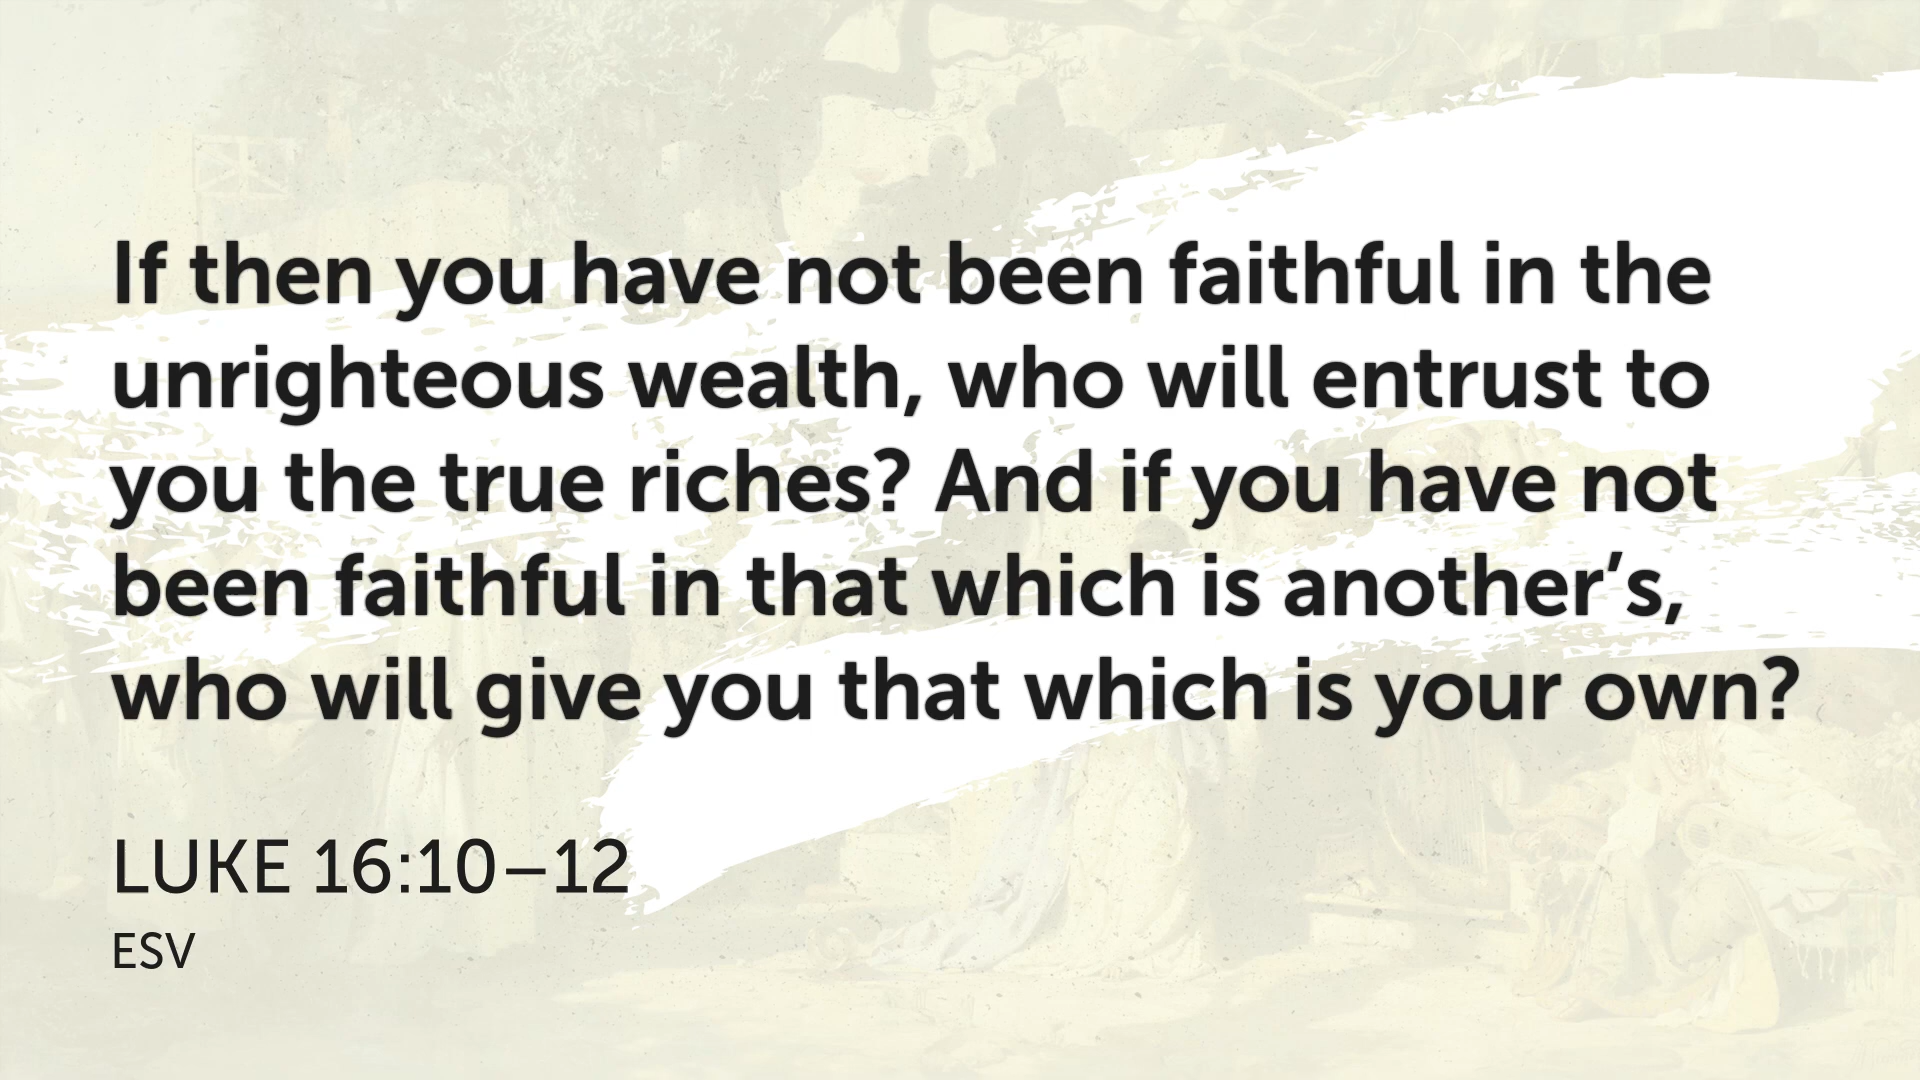 If then you have not been faithful in the
unrighteous wealth, who will entrust to
you the true riches? And if you have not
been faithful in that which is another’s,
who will give you that which is your own?
LUKE 16:10–12
ESV